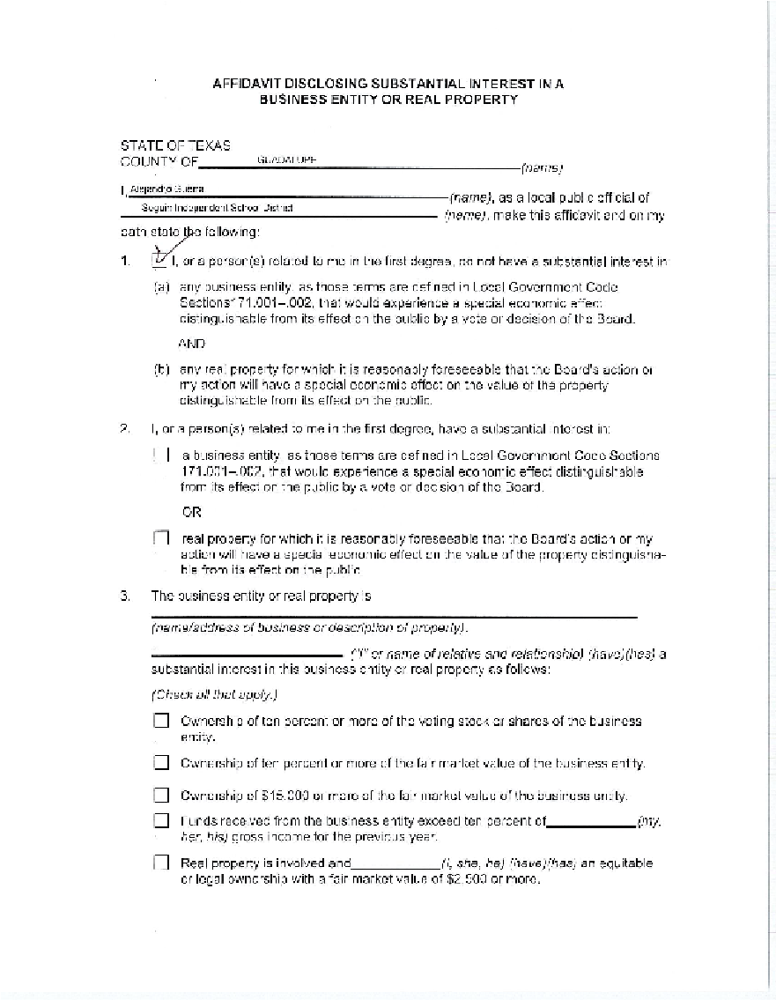 AFFIDAVIT DISCLOSING SUBSTANTIAL INTEREST IN A
BUSINESS ENTITY OR REAL PROPERTY
STATE OF TEXAS
COUNTY OF GUADALUPE (name)
I, Alejandro Guerra (name), as a local public official of
Seguin Independent School District (name), make this affidavit and on my
oath state the following:
1. I, or a person(s) related to me in the first degree, do not have a substantial interest in
(a) any business entity, as those terms are defined in Local Government Code
Sections 171.001–.002, that would experience a special economic effect
distinguishable from its effect on the public by a vote or decision of the Board.
AND
(b) any real property for which it is reasonably foreseeable that the Board's action or
my action will have a special economic effect on the value of the property
distinguishable from its effect on the public.
2. I, or a person(s) related to me in the first degree, have a substantial interest in:
a business entity, as those terms are defined in Local Government Code Sections
171.001–.002, that would experience a special economic effect distinguishable
from its effect on the public by a vote or decision of the Board.
OR
real property for which it is reasonably foreseeable that the Board's action or my
action will have a special economic effect on the value of the property distinguisha-
ble from its effect on the public
3. The business entity or real property is
(name/address of business or description of property).
("I" or name of relative and relationship) (have)(has) a
substantial interest in this business entity or real property as follows:
(Check all that apply.)
Ownership of ten percent or more of the voting stock or shares of the business
entity.
Ownership of ten percent or more of the fair market value of the business entity.
Ownership of $15,000 or more of the fair market value of the business entity.
Funds received from the business entity exceed ten percent of (my,
her, his) gross income for the previous year.
Real property is involved and (I, she, he) (have)(has) an equitable
or legal ownership with a fair market value of $2,500 or more.